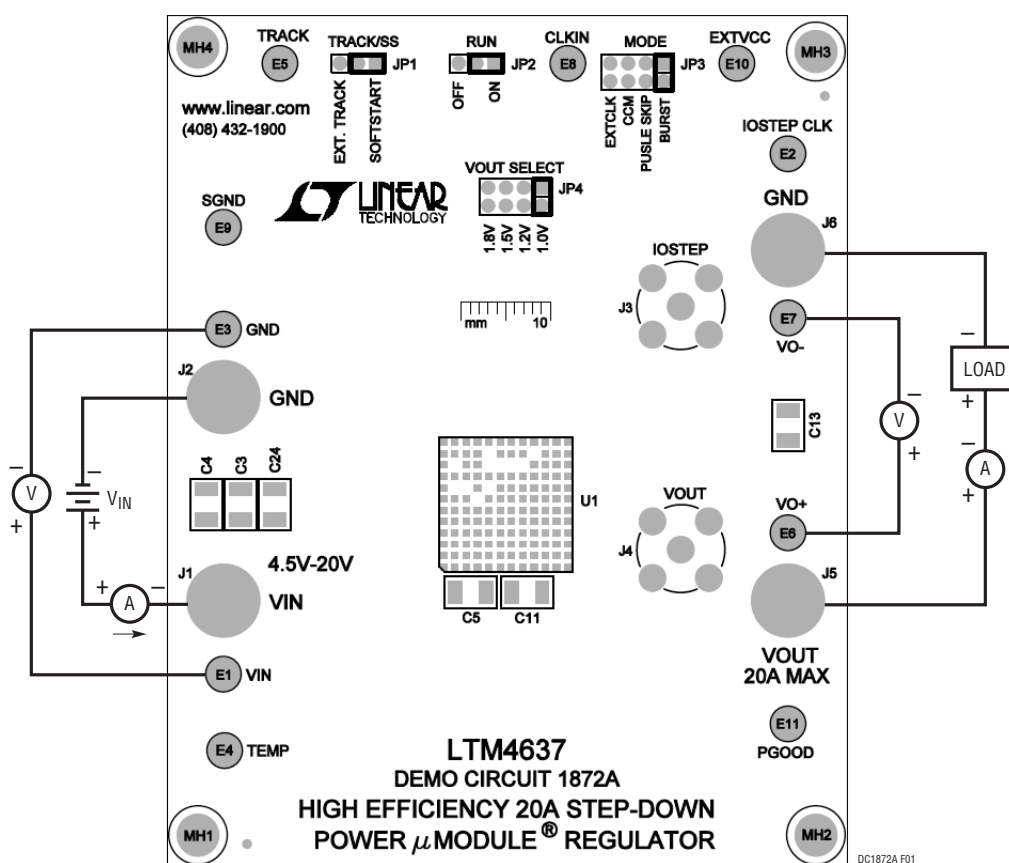 MH4
TRACK
E5
TRACK/SS
JP1
EXT. TRACK
SOFTSTART
RUN
JP2
OFF
ON
CLKIN
E8
MODE
JP3
EXTCLK
CCM
PUSLE SKIP
BURST
EXTVCC
E10
MH3
www.linear.com
(408) 432-1900
IOSTEP CLK
E2
LINEAR
TECHNOLOGY
VOUT SELECT
JP4
1.8V
1.5V
1.2V
1.0V
SGND
E9
GND
J6
IOSTEP
J3
E3 GND
mm 10
E7
VO-
J2
GND
− LOAD +
C4
C3
C24
C13
− V +
− V +
− VIN +
− A +
U1
VOUT
J4
VO+
E6
4.5V-20V
J1
VIN
+ A −
C5
C11
J5
VOUT
20A MAX
E1 VIN
E11
PGOOD
E4 TEMP
LTM4637
DEMO CIRCUIT 1872A
HIGH EFFICIENCY 20A STEP-DOWN
POWER µMODULE® REGULATOR
MH1
MH2
DC1872A F01